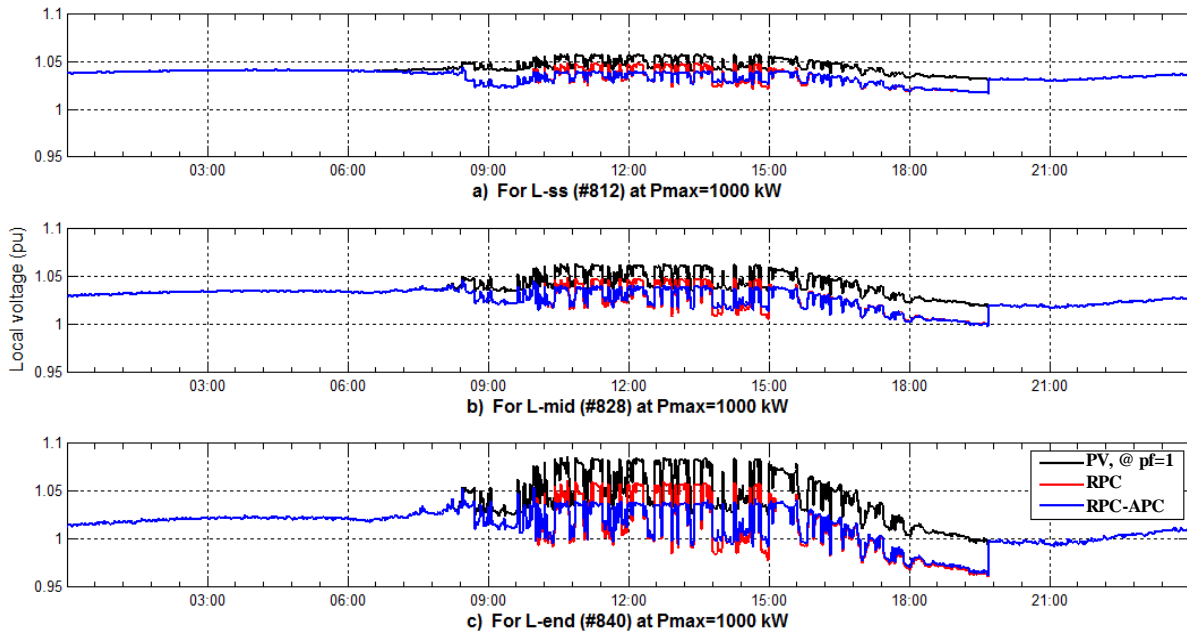 1.1
1.05
1
0.95
03:00 06:00 09:00 12:00 15:00 18:00 21:00
a) For L-ss (#812) at Pmax=1000 kW
Local voltage (pu)
1.1
1.05
1
0.95
03:00 06:00 09:00 12:00 15:00 18:00 21:00
b) For L-mid (#828) at Pmax=1000 kW
1.1
1.05
1
0.95
PV, @ pf=1
RPC
RPC-APC
03:00 06:00 09:00 12:00 15:00 18:00 21:00
c) For L-end (#840) at Pmax=1000 kW